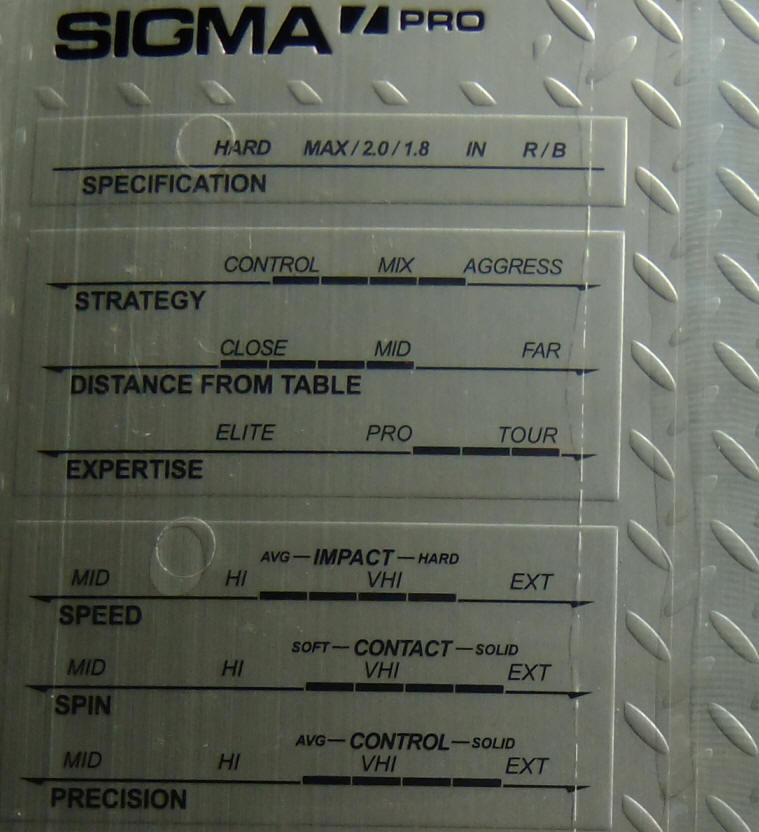 SIGMA PRO
HARD MAX/2.0/1.8 IN R/B
SPECIFICATION
CONTROL MIX AGGRESS
STRATEGY
CLOSE MID FAR
DISTANCE FROM TABLE
ELITE PRO TOUR
EXPERTISE
AVG—IMPACT—HARD
MID HI VHI EXT
SPEED
SOFT—CONTACT—SOLID
MID HI VHI EXT
SPIN
AVG—CONTROL—SOLID
MID HI VHI EXT
PRECISION